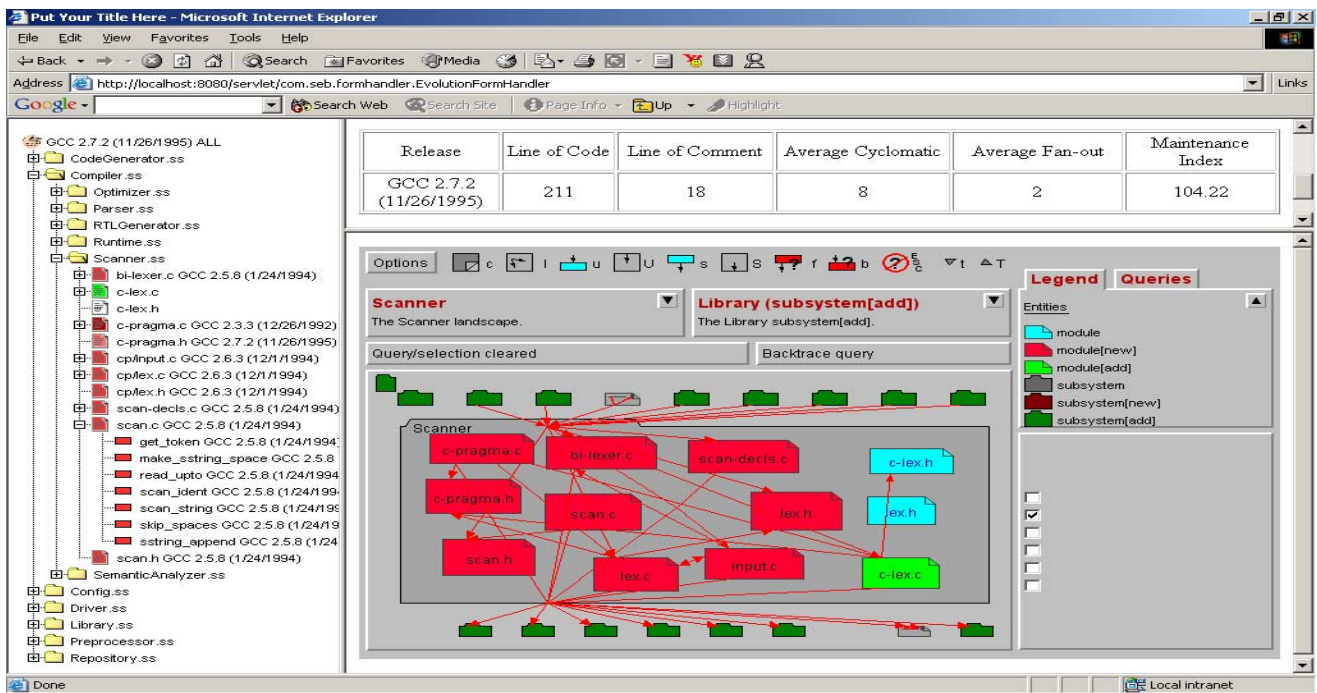 Put Your Title Here - Microsoft Internet Explorer
File Edit View Favorites Tools Help
Back Search Favorites Media
Address http://localhost:8080/servlet/com.seb.formhandler.EvolutionFormHandler Links
Google Search Web Search Site Page Info Up Highlight
GCC 2.7.2 (11/26/1995) ALL
CodeGenerator.ss
Compiler.ss
Optimizer.ss
Parser.ss
RTLGenerator.ss
Runtime.ss
Scanner.ss
bi-lexer.c GCC 2.5.8 (1/24/1994)
c-lex.c
c-lex.h
c-pragma.c GCC 2.3.3 (12/26/1992)
c-pragma.h GCC 2.7.2 (11/26/1995)
cp/input.c GCC 2.6.3 (12/1/1994)
cp/lex.c GCC 2.6.3 (12/1/1994)
cp/lex.h GCC 2.6.3 (12/1/1994)
scan-decls.c GCC 2.5.8 (1/24/1994)
scan.c GCC 2.5.8 (1/24/1994)
get_token GCC 2.5.8 (1/24/1994
make_sstring_space GCC 2.5.8
read_upto GCC 2.5.8 (1/24/1994
scan_ident GCC 2.5.8 (1/24/199
scan_string GCC 2.5.8 (1/24/199
skip_spaces GCC 2.5.8 (1/24/19
sstring_append GCC 2.5.8 (1/24
scan.h GCC 2.5.8 (1/24/1994)
SemanticAnalyzer.ss
Config.ss
Driver.ss
Library.ss
Preprocessor.ss
Repository.ss
Release Line of Code Line of Comment Average Cyclomatic Average Fan-out Maintenance Index
GCC 2.7.2 (11/26/1995) 211 18 8 2 104.22
Options c l u U s S f b ESC t T
Scanner
The Scanner landscape.
Library (subsystem[add])
The Library subsystem[add].
Query/selection cleared
Backtrace query
Legend Queries
Entities
module
module[new]
module[add]
subsystem
subsystem[new]
subsystem[add]
Scanner
c-pragma.c
bi-lexer.c
scan-decls.c
c-lex.h
c-pragma.h
scan.c
lex.h
lex.h
scan.h
lex.c
input.c
c-lex.c
Done
Local intranet